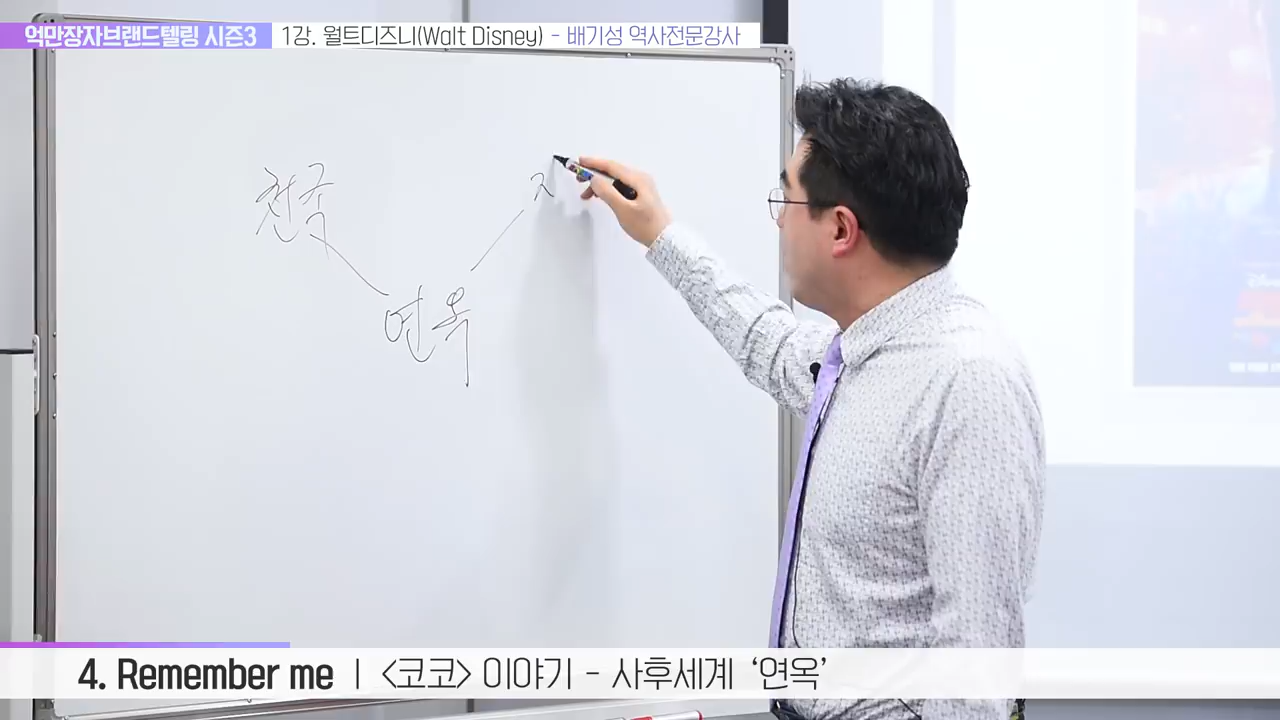 억만장자브랜드텔링 시즌3
1강. 월트디즈니(Walt Disney) - 배기성 역사전문강사
천국
ㅈ
연옥
4. Remember me | <코코> 이야기 - 사후세계 ‘연옥’